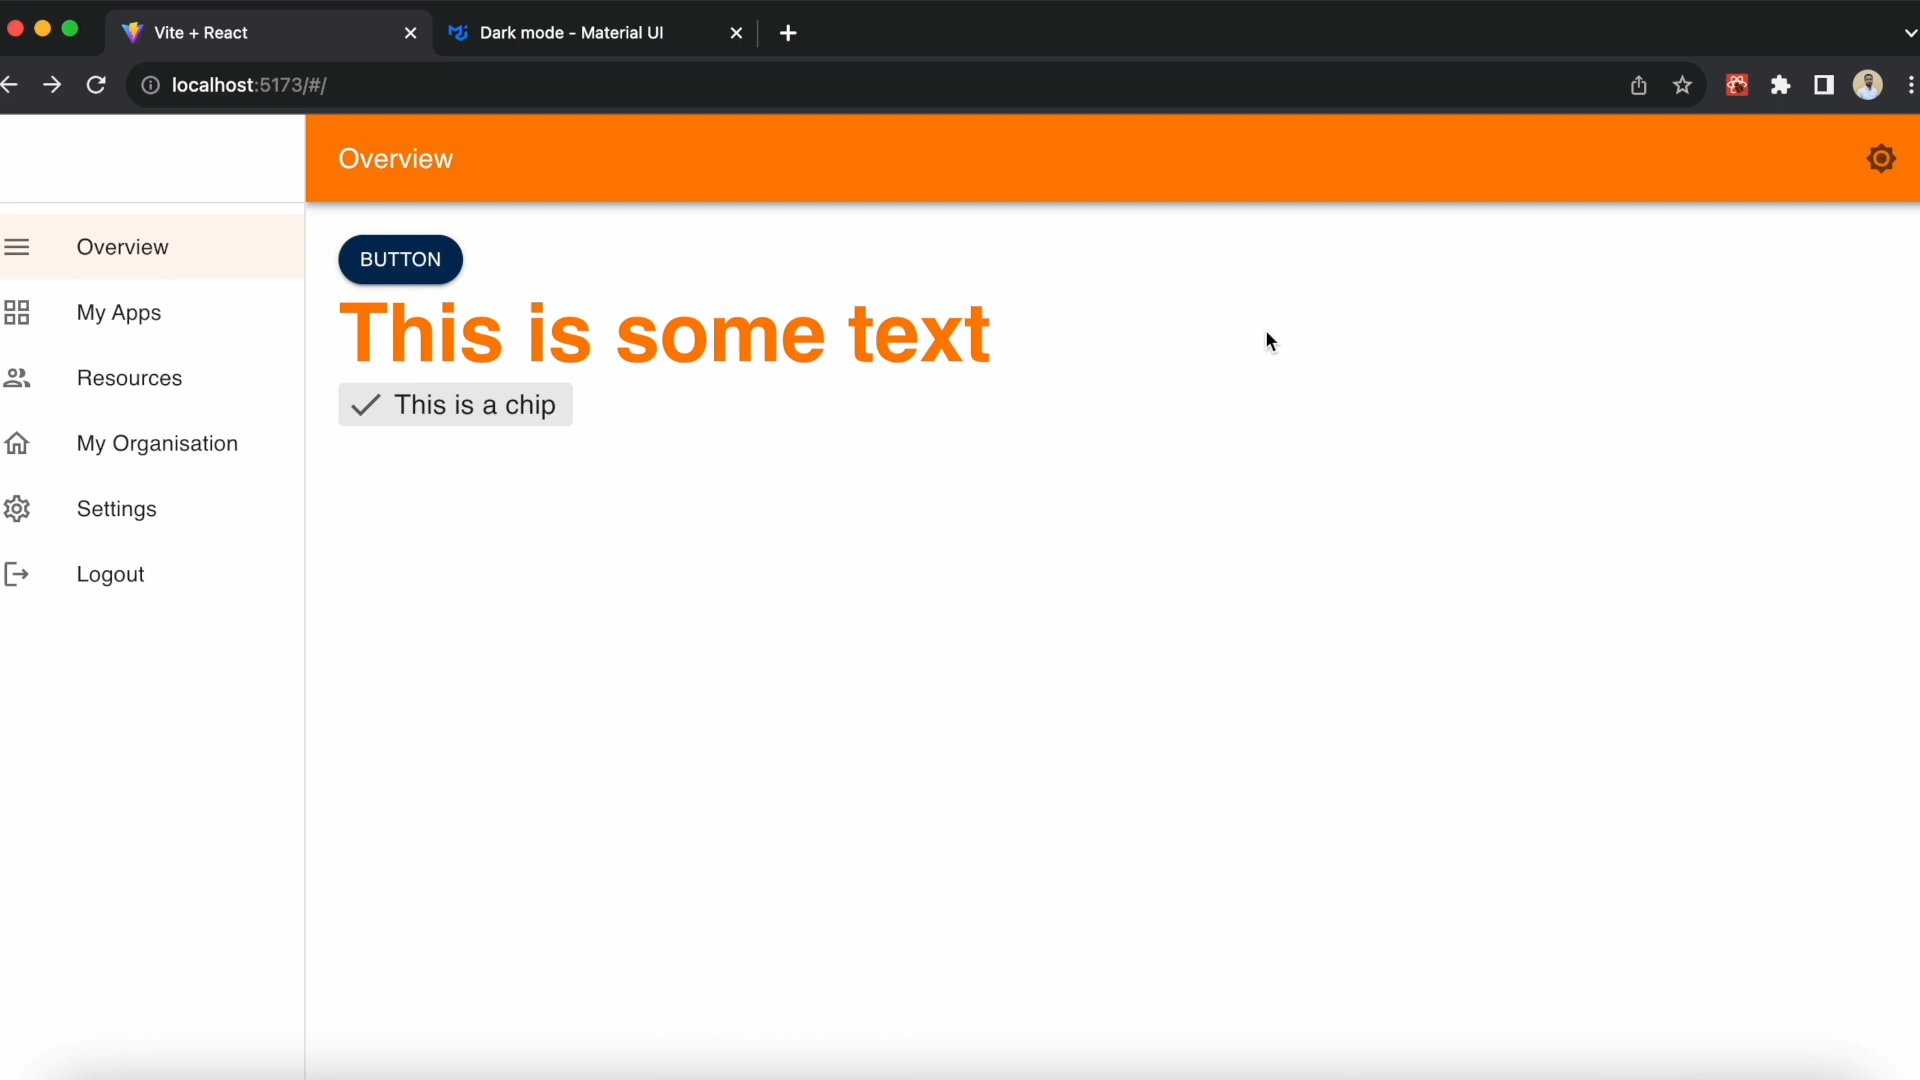 Vite + React
Dark mode - Material UI
localhost:5173/#/
Overview
Overview
My Apps
Resources
My Organisation
Settings
Logout
BUTTON
This is some text
This is a chip